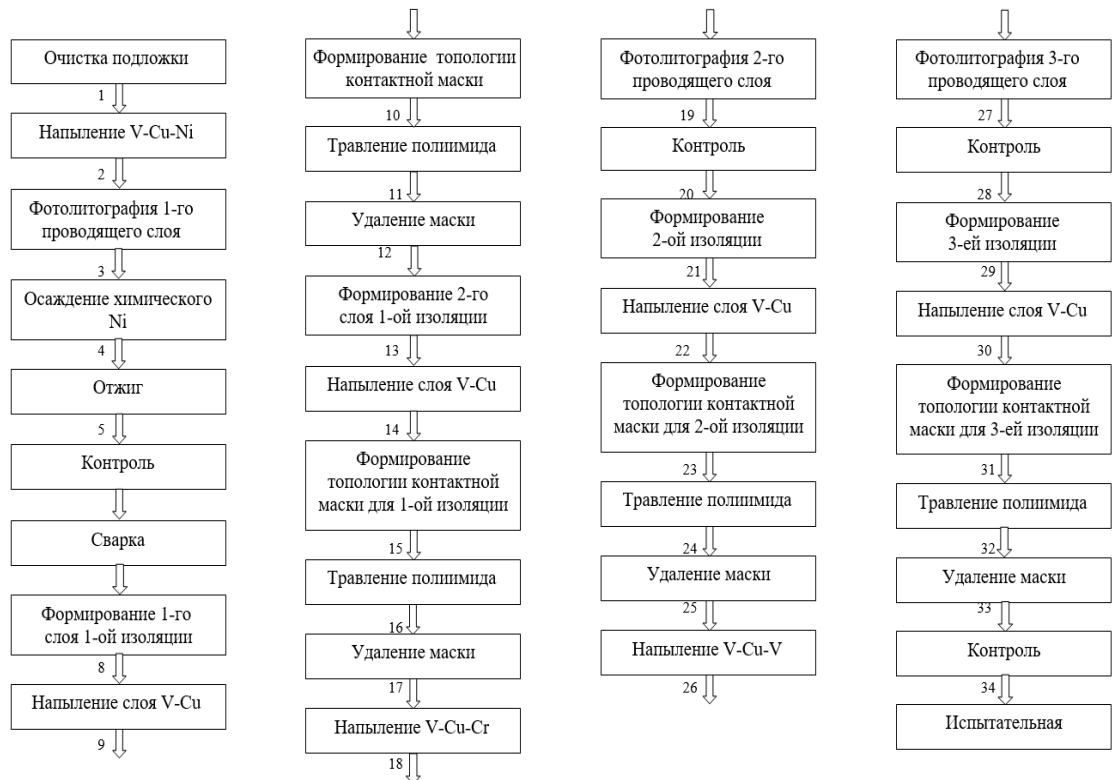 Очистка подложки
1
Напыление V-Cu-Ni
2
Фотолитография 1-го
проводящего слоя
3
Осаждение химического
Ni
4
Отжиг
5
Контроль
Сварка
Формирование 1-го
слоя 1-ой изоляции
8
Напыление слоя V-Cu
9
Формирование топологии
контактной маски
10
Травление полиимида
11
Удаление маски
12
Формирование 2-го
слоя 1-ой изоляции
13
Напыление слоя V-Cu
14
Формирование
топологии контактной
маски для 1-ой изоляции
15
Травление полиимида
16
Удаление маски
17
Напыление V-Cu-Cr
18
Фотолитография 2-го
проводящего слоя
19
Контроль
20
Формирование
2-ой изоляции
21
Напыление слоя V-Cu
22
Формирование
топологии контактной
маски для 2-ой изоляции
23
Травление полиимида
24
Удаление маски
25
Напыление V-Cu-V
26
Фотолитография 3-го
проводящего слоя
27
Контроль
28
Формирование
3-ей изоляции
29
Напыление слоя V-Cu
30
Формирование
топологии контактной
маски для 3-ей изоляции
31
Травление полиимида
32
Удаление маски
33
Контроль
34
Испытательная